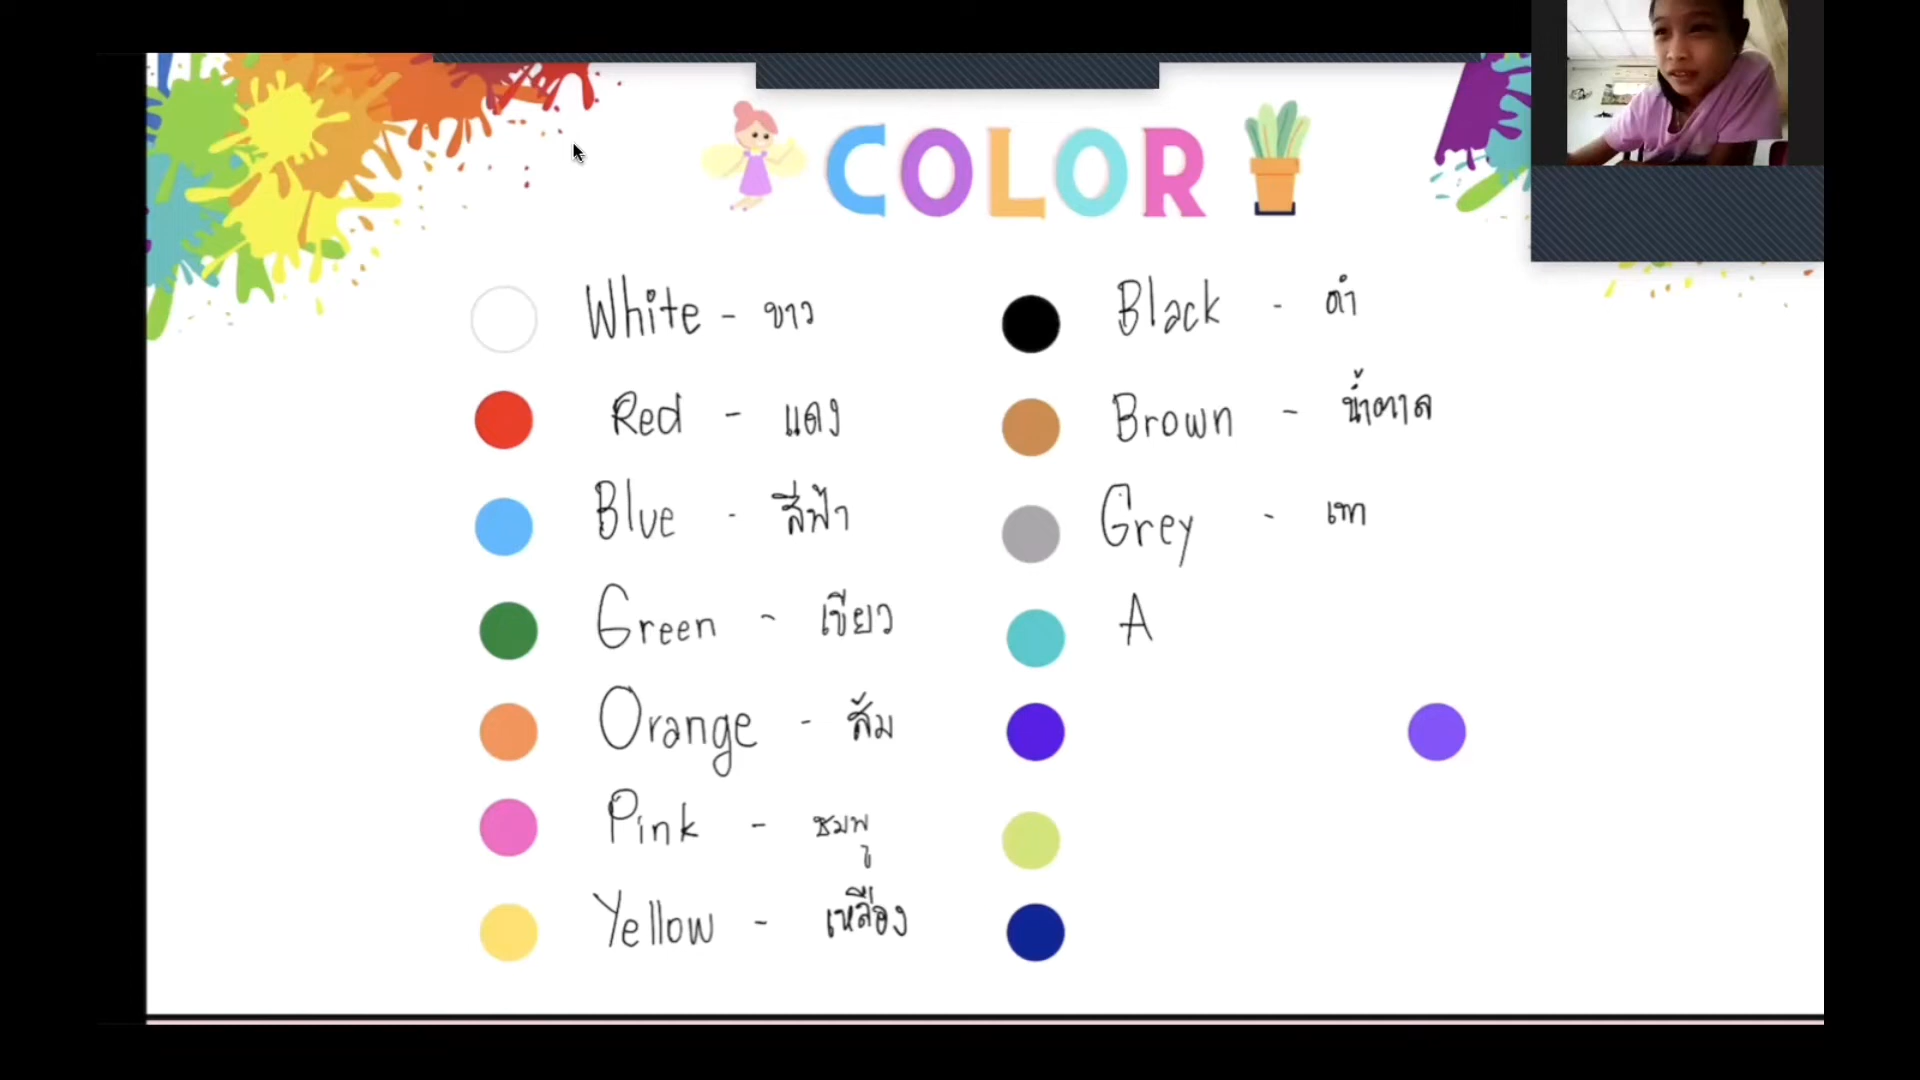 COLOR
White - ขาว
Red - แดง
Blue - สีฟ้า
Green - เขียว
Orange - ส้ม
Pink - ชมพู
Yellow - เหลือง
Black - ดำ
Brown - น้ำตาล
Grey - เทา
A